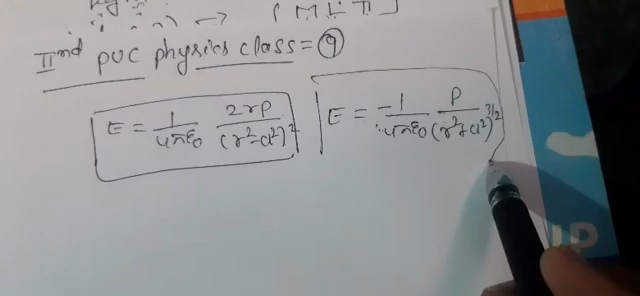 → [M L T I]
IInd PUC physics class = 9
E = 1/4πε0 2rp/(r²-a²)²
E = -1/4πε0 p/(r²+a²)^3/2